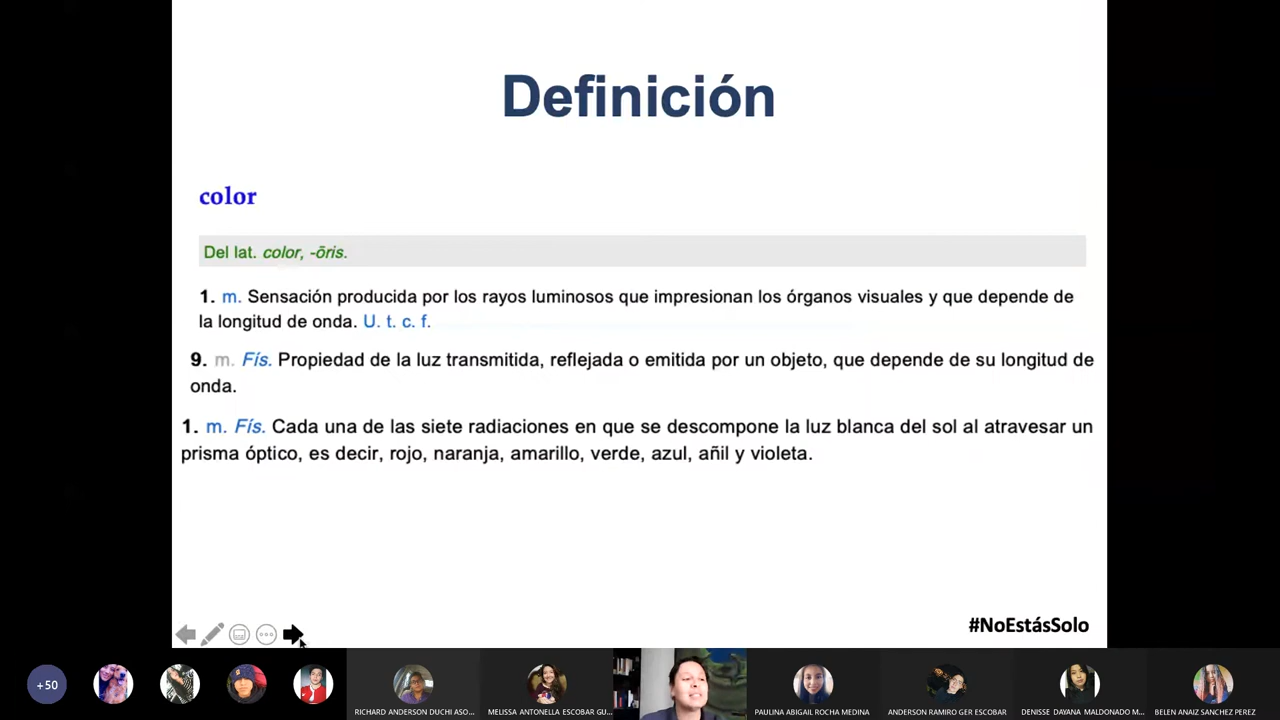 Definición
color
Del lat. color, -ōris.
1. m. Sensación producida por los rayos luminosos que impresionan los órganos visuales y que depende de
la longitud de onda. U. t. c. f.
9. m. Fís. Propiedad de la luz transmitida, reflejada o emitida por un objeto, que depende de su longitud de
onda.
1. m. Fís. Cada una de las siete radiaciones en que se descompone la luz blanca del sol al atravesar un
prisma óptico, es decir, rojo, naranja, amarillo, verde, azul, añil y violeta.
#NoEstásSolo
+50
RICHARD ANDERSON DUCHI ASO...
MELISSA ANTONELLA ESCOBAR GU...
PAULINA ABIGAIL ROCHA MEDINA
ANDERSON RAMIRO GER ESCOBAR
DENISSE DAYANA MALDONADO M...
BELEN ANAIZ SANCHEZ PEREZ